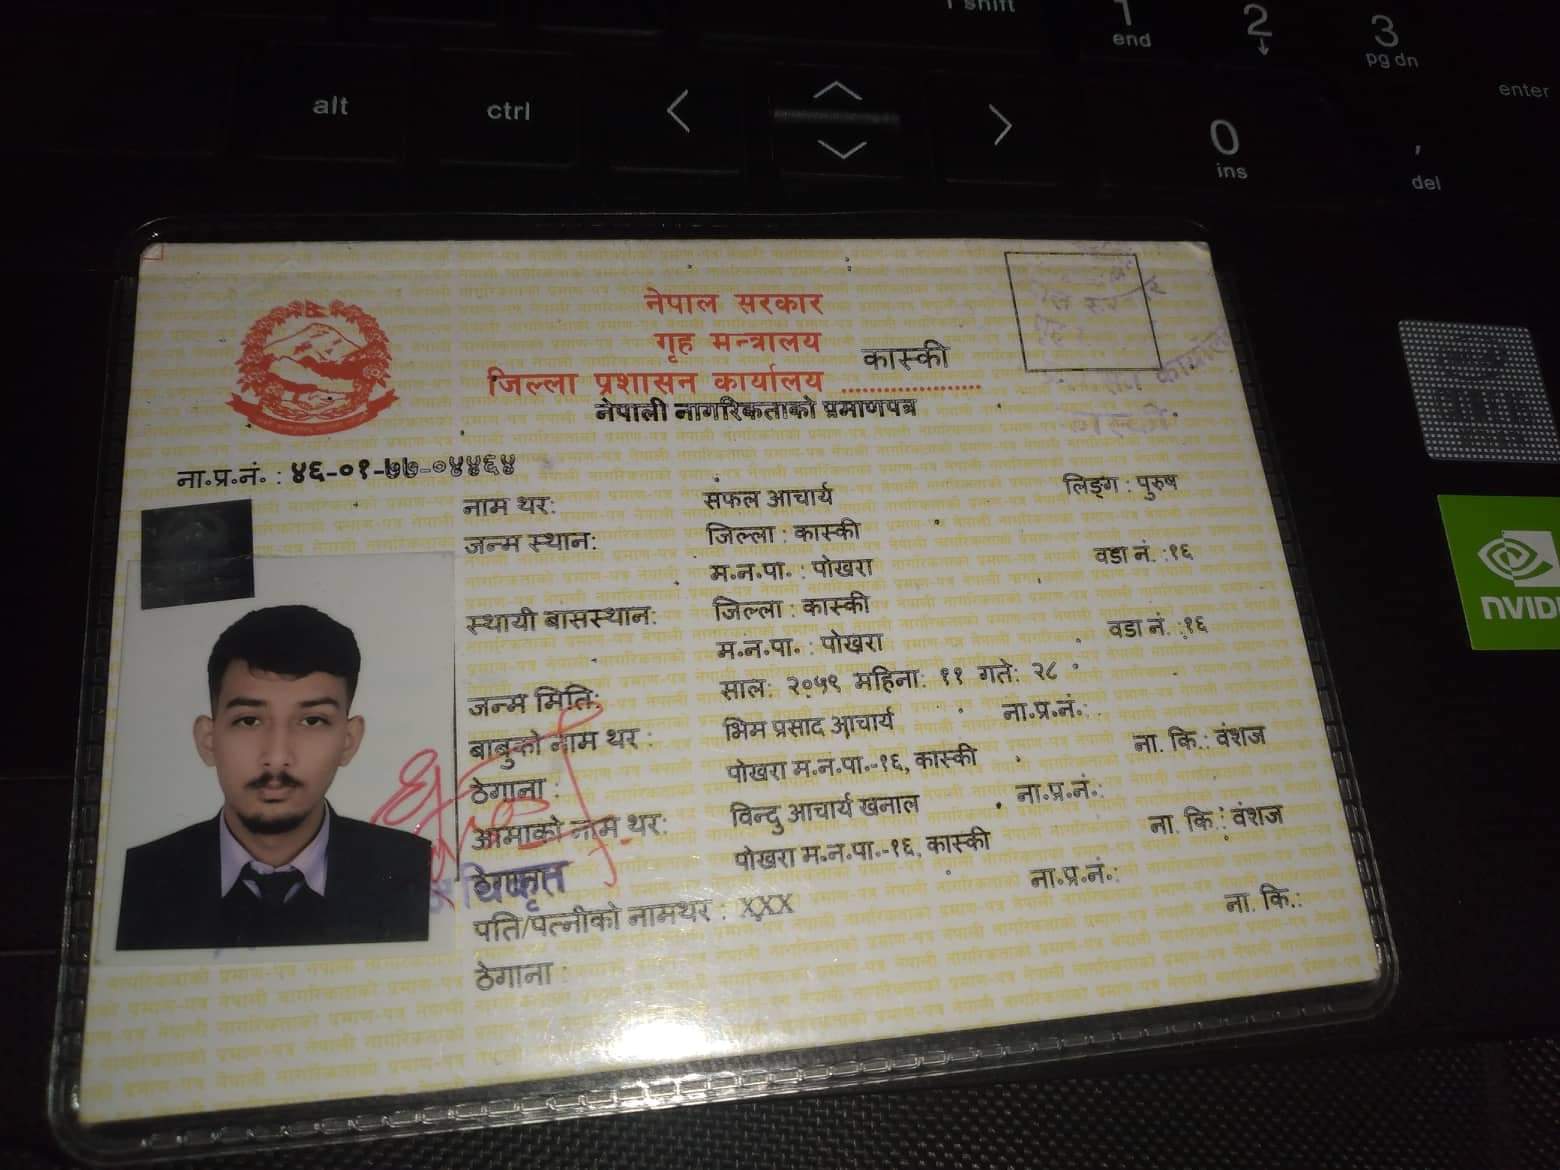 shift
1
end
2
3
pg dn
enter
alt
ctrl
0
ins
,
del
नेपाल सरकार
गृह मन्त्रालय
जिल्ला प्रशासन कार्यालय कास्की
नेपाली नागरिकताको प्रमाणपत्र
ना.प्र.नं. : ४६-०१-७७-०४४६४
नाम थर: सफल आचार्य लिङ्ग : पुरुष
जन्म स्थान: जिल्ला : कास्की
म.न.पा. : पोखरा वडा नं. :१६
स्थायी बासस्थान: जिल्ला : कास्की
म.न.पा. : पोखरा वडा नं. :१६
जन्म मिति: साल: २०५९ महिना: ११ गते: २८
बाबुको नाम थर : भिम प्रसाद आचार्य ना.प्र.नं.:
ठेगाना : पोखरा म.न.पा.-१६, कास्की ना. कि.: वंशज
आमाको नाम थर: विन्दु आचार्य खनाल ना.प्र.नं.:
ठेगाना पोखरा म.न.पा.-१६, कास्की ना. कि.: वंशज
पति/पत्नीको नामथर : XXX ना.प्र.नं.:
ठेगाना : ना. कि.: